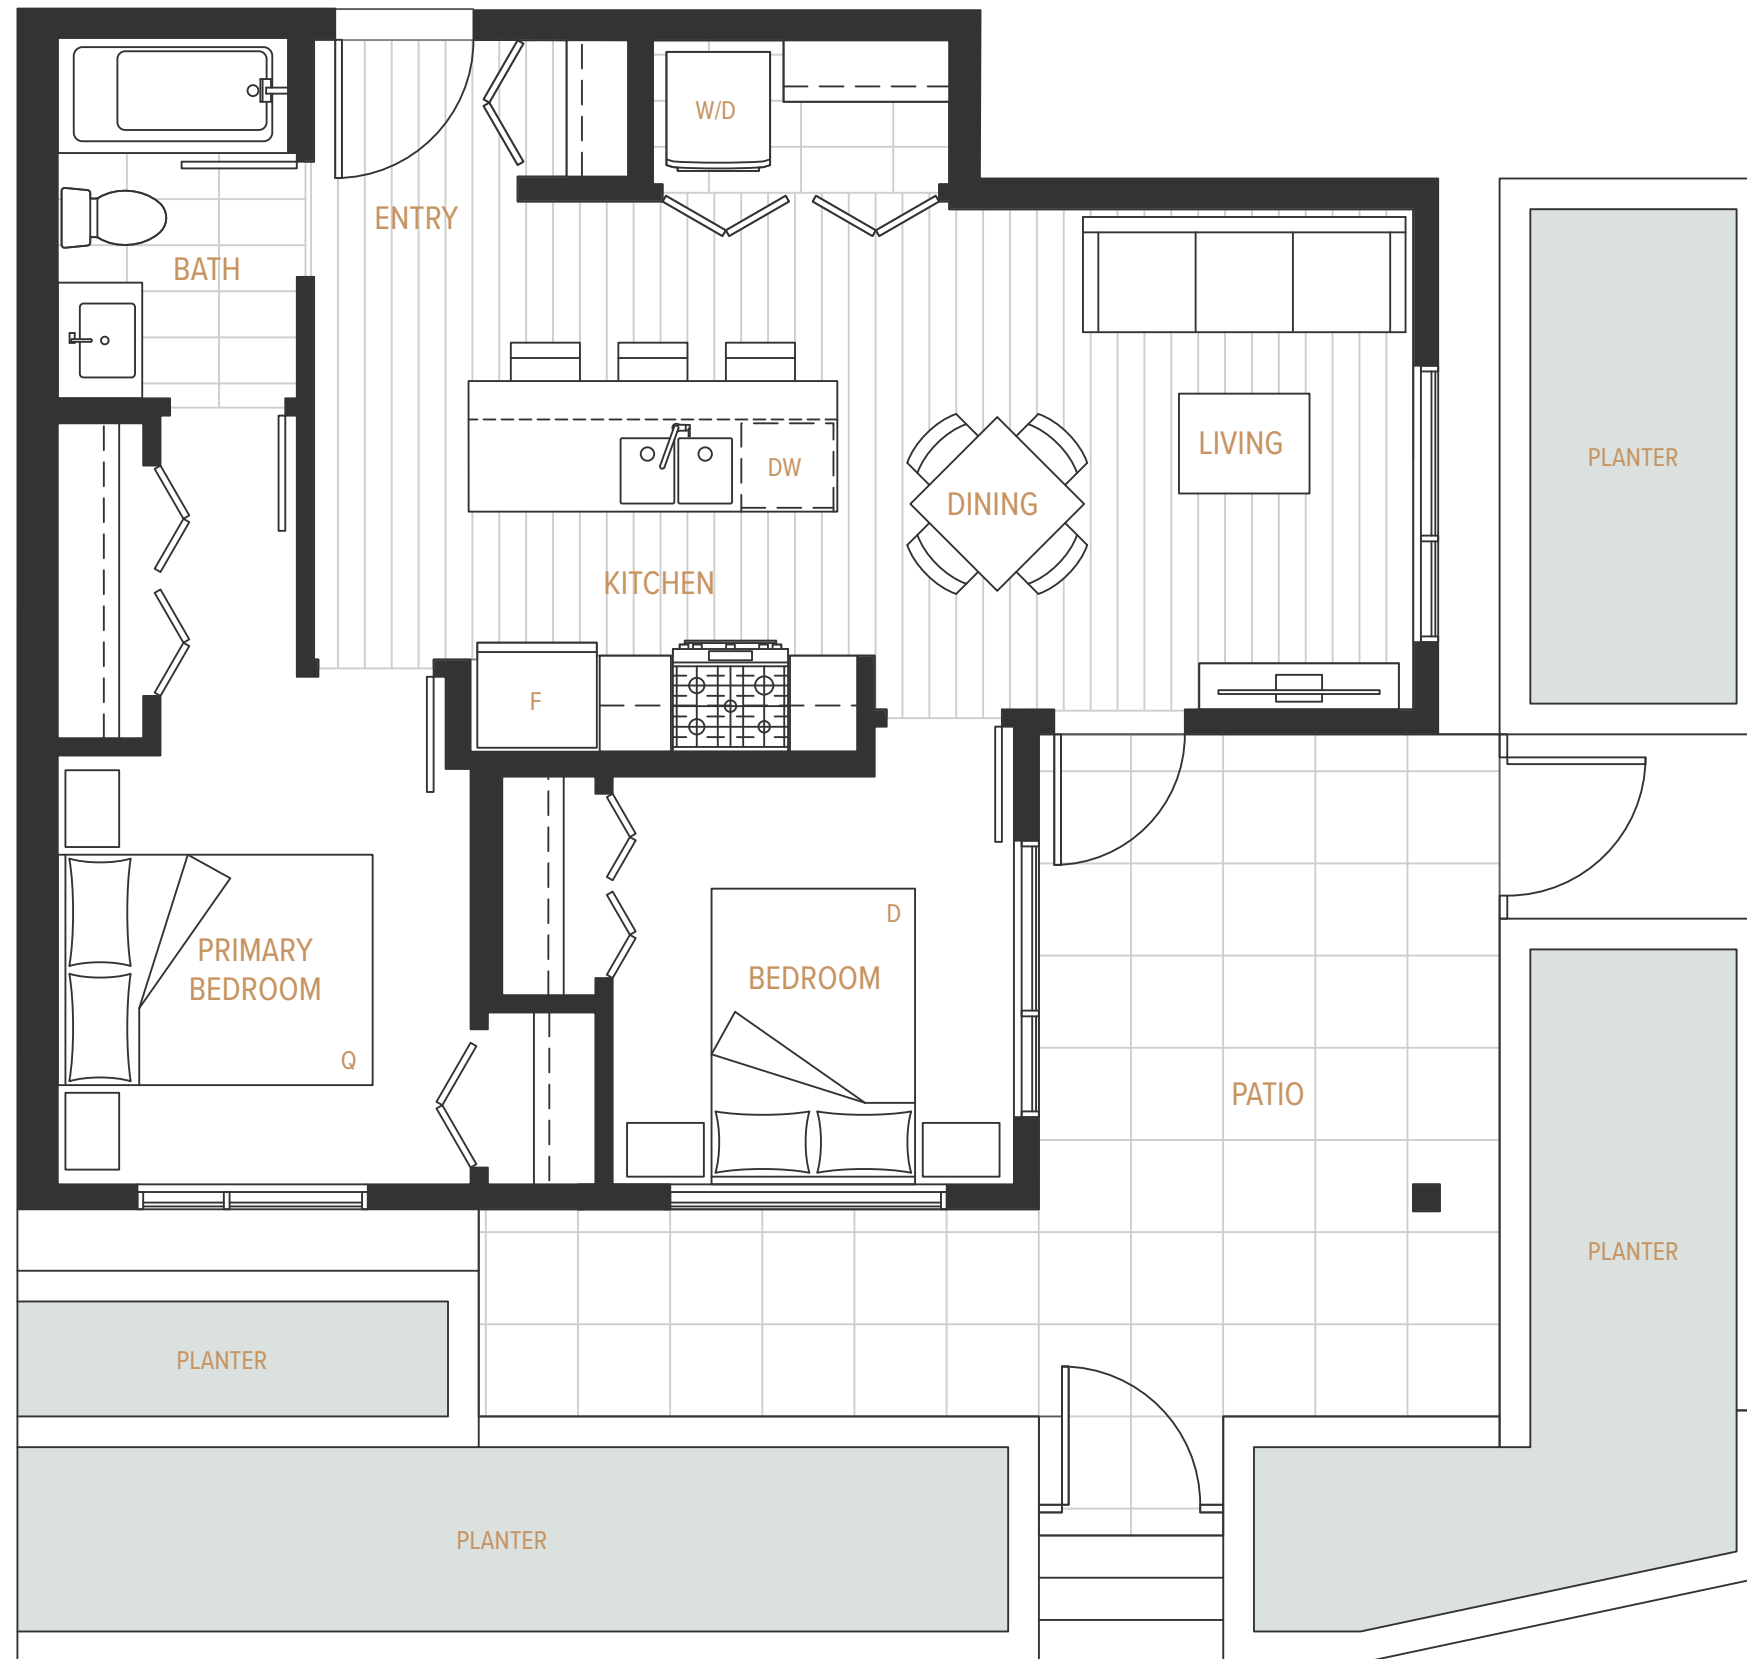 W/D
ENTRY
BATH
LIVING
PLANTER
DW
DINING
KITCHEN
F
D
PRIMARY
BEDROOM
BEDROOM
Q
PATIO
PLANTER
PLANTER
PLANTER